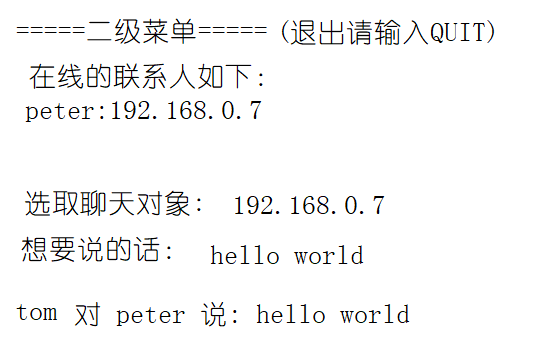 =====二级菜单===== (退出请输入QUIT)
在线的联系人如下:
peter:192.168.0.7
选取聊天对象: 192.168.0.7
想要说的话: hello world
tom 对 peter 说: hello world